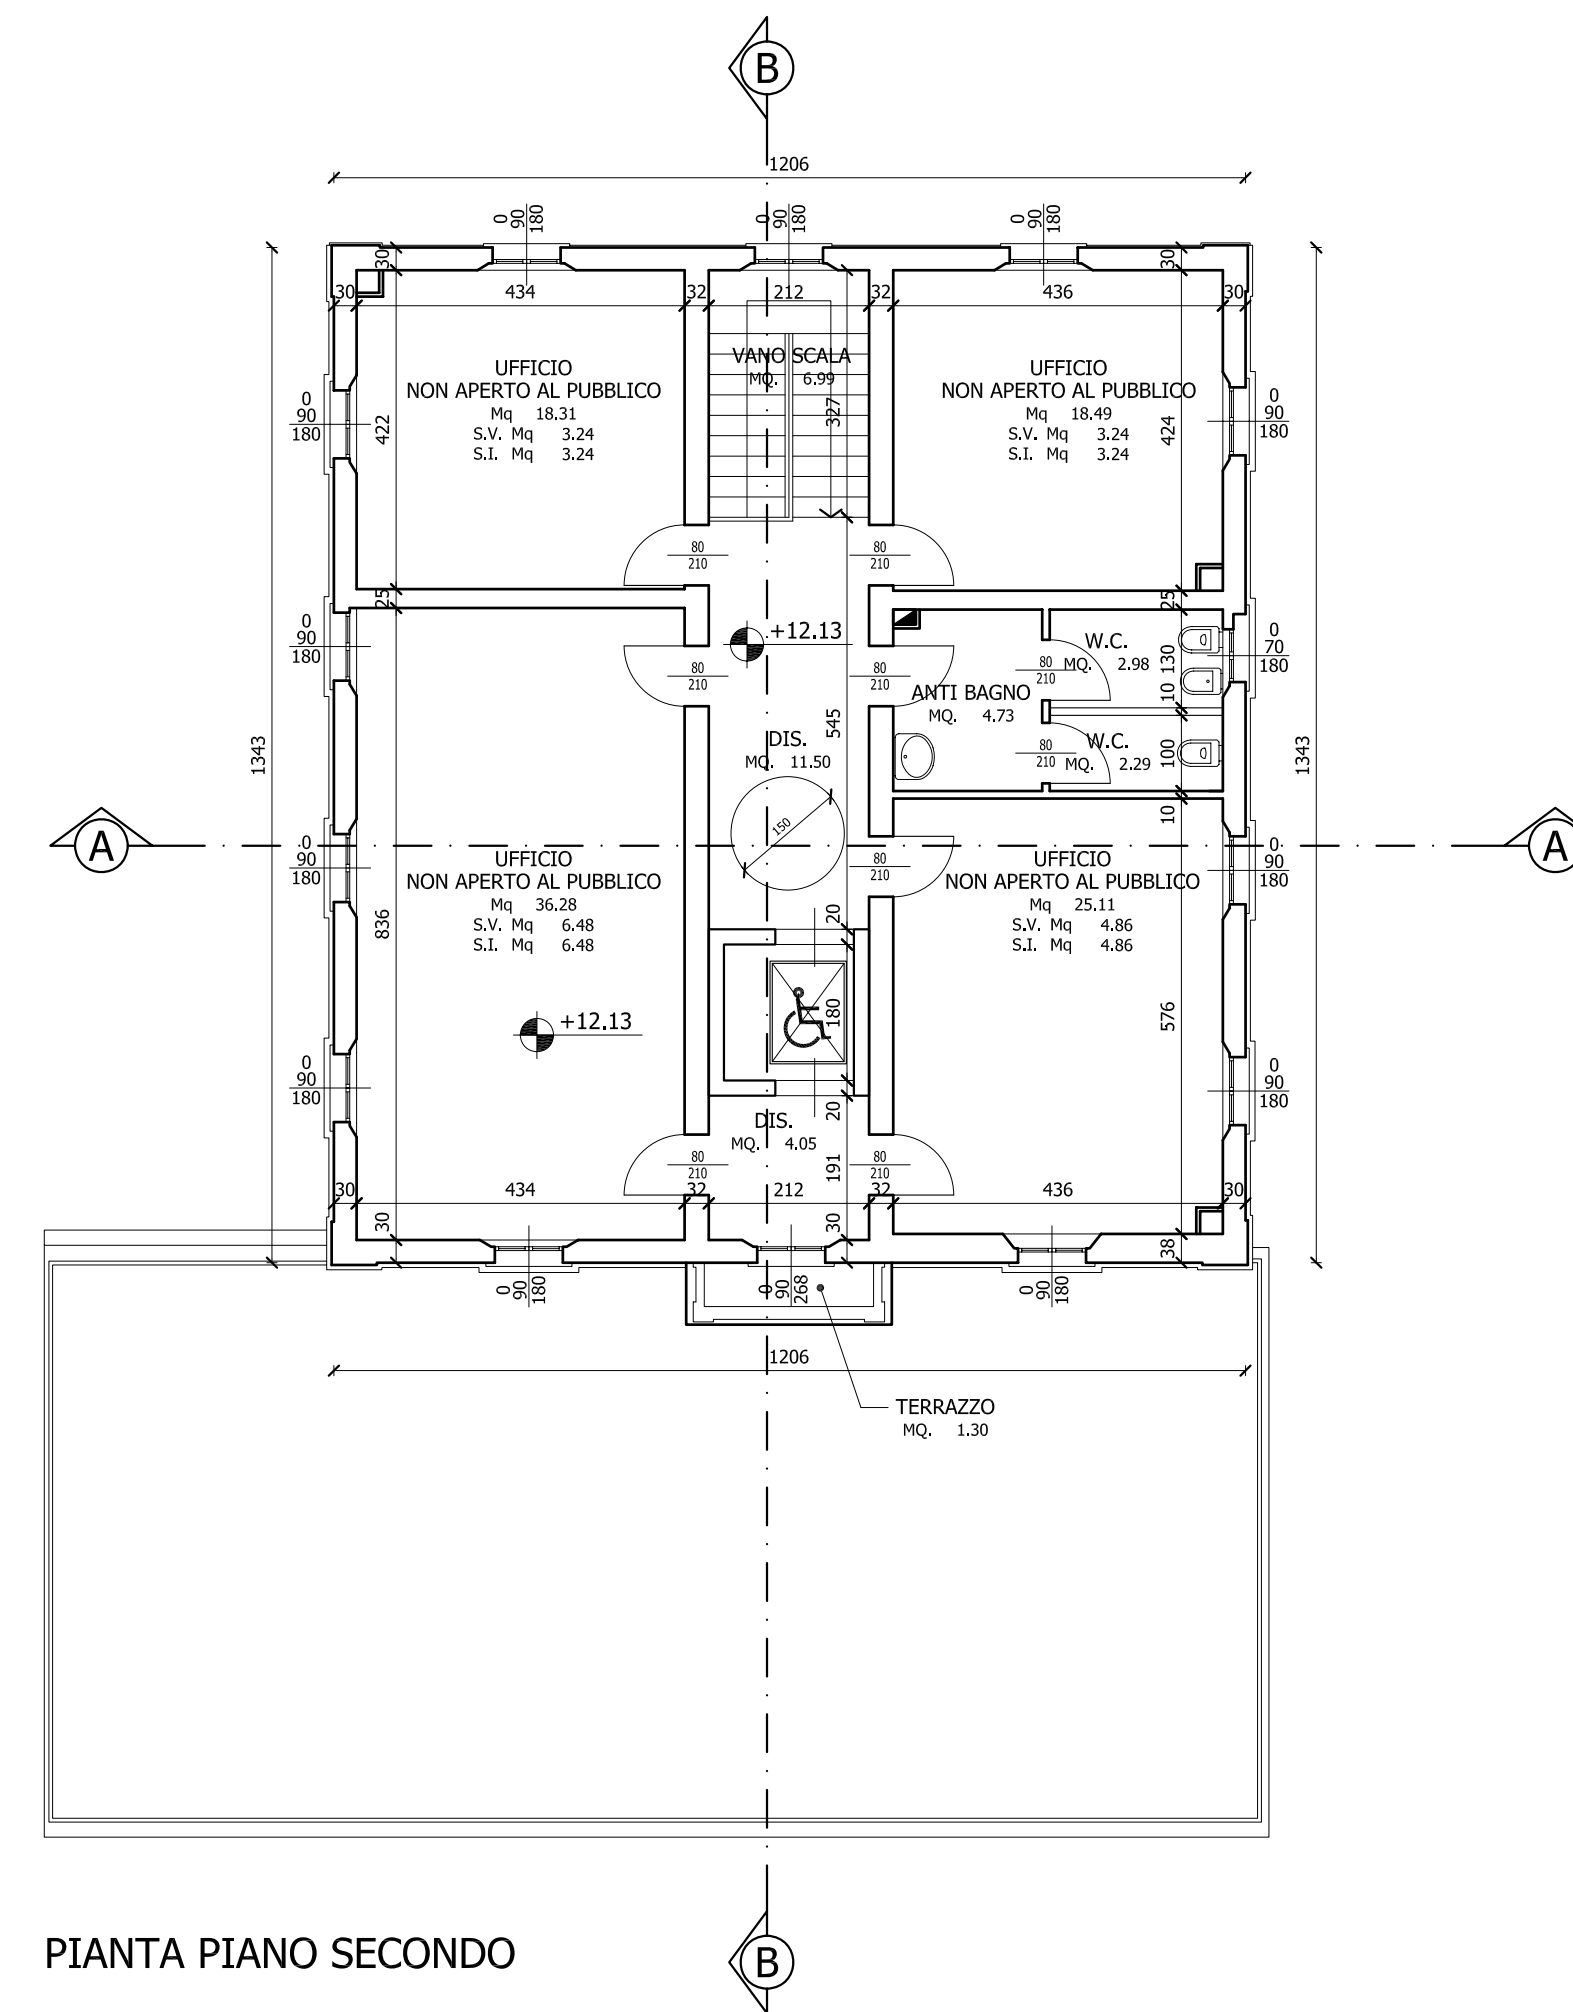 B
1206
0
90
180
0
90
180
0
90
180
30
30
30
434
32
212
32
436
30
VANO SCALA
MQ. 6.99
UFFICIO
NON APERTO AL PUBBLICO
Mq 18.31
S.V. Mq 3.24
S.I. Mq 3.24
UFFICIO
NON APERTO AL PUBBLICO
Mq 18.49
S.V. Mq 3.24
S.I. Mq 3.24
0
90
180
422
327
424
0
90
180
80
210
80
210
25
25
0
90
180
+12.13
80
210
80
210
80
210
W.C.
MQ. 2.98
130
0
70
180
ANTI BAGNO
MQ. 4.73
10
545
DIS.
MQ. 11.50
80
210
W.C.
MQ. 2.29
100
1343
1343
10
150
A
A
0
90
180
UFFICIO
NON APERTO AL PUBBLICO
Mq 36.28
S.V. Mq 6.48
S.I. Mq 6.48
80
210
UFFICIO
NON APERTO AL PUBBLICO
Mq 25.11
S.V. Mq 4.86
S.I. Mq 4.86
0
90
180
836
20
180
576
+12.13
0
90
180
0
90
180
20
DIS.
MQ. 4.05
80
210
80
210
191
30
434
32
212
32
436
30
30
30
38
0
90
180
0
90
268
0
90
180
1206
TERRAZZO
MQ. 1.30
PIANTA PIANO SECONDO
B